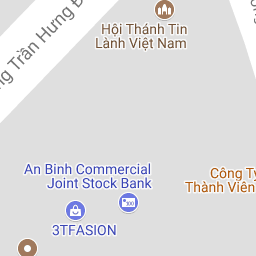 Hội Thánh Tin
Lành Việt Nam
Trần Hưng
An Binh Commercial
Joint Stock Bank
Công Ty
Thành Viên
3TFASION